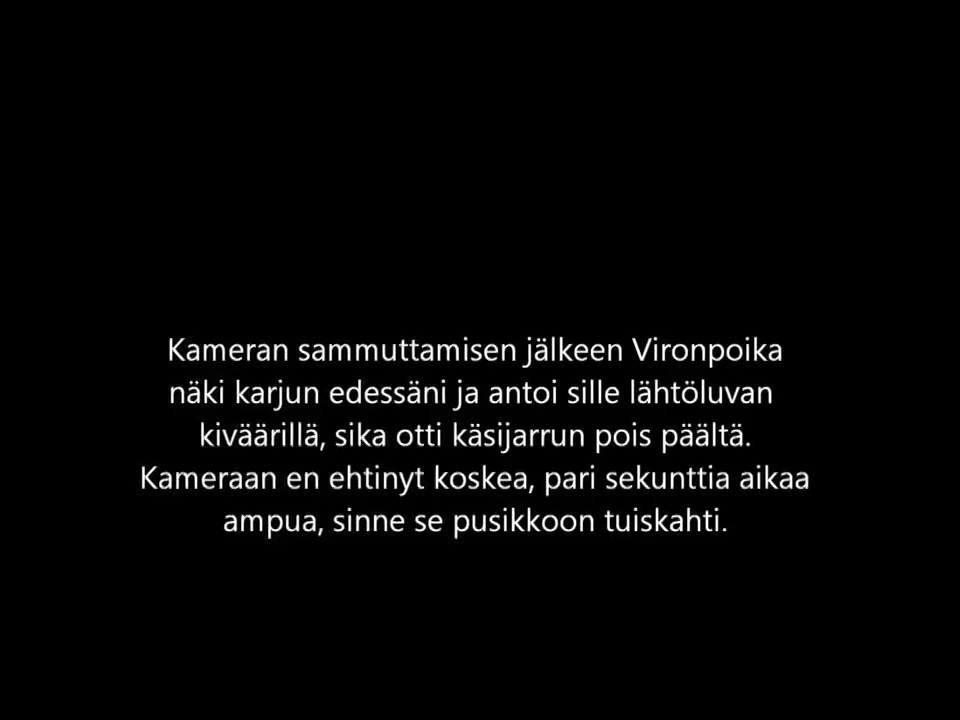 Kameran sammuttamisen jälkeen Vironpoika
näki karjun edessäni ja antoi sille lähtöluvan
kiväärillä, sika otti käsijarrun pois päältä.
Kameraan en ehtinyt koskea, pari sekunttia aikaa
ampua, sinne se pusikkoon tuiskahti.